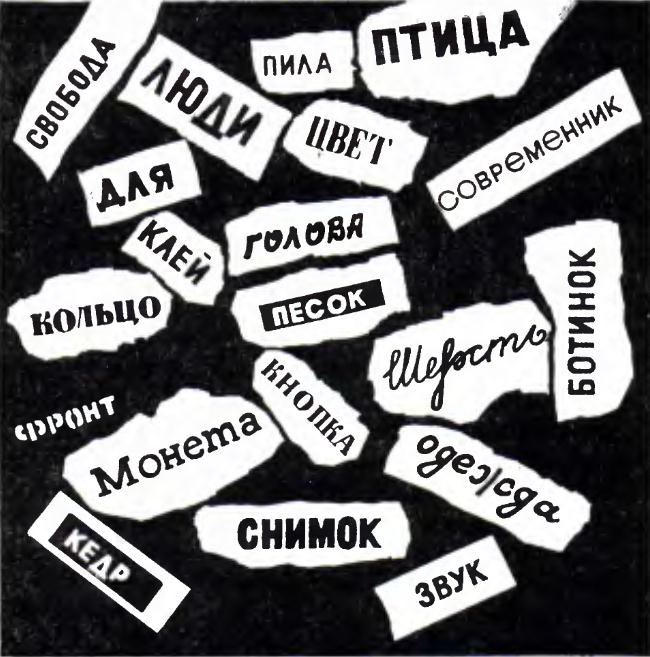 СВОБОДА
ЛЮДИ
ПИЛА
ПТИЦА
ЦВЕТ
СОВРЕМЕННИК
ДЛЯ
КЛЕЙ
ГОЛОВА
КОЛЬЦО
ПЕСОК
БОТИНОК
Шерсть
КНОПКА
ФРОНТ
Монета
одежда
СНИМОК
КЕДР
ЗВУК